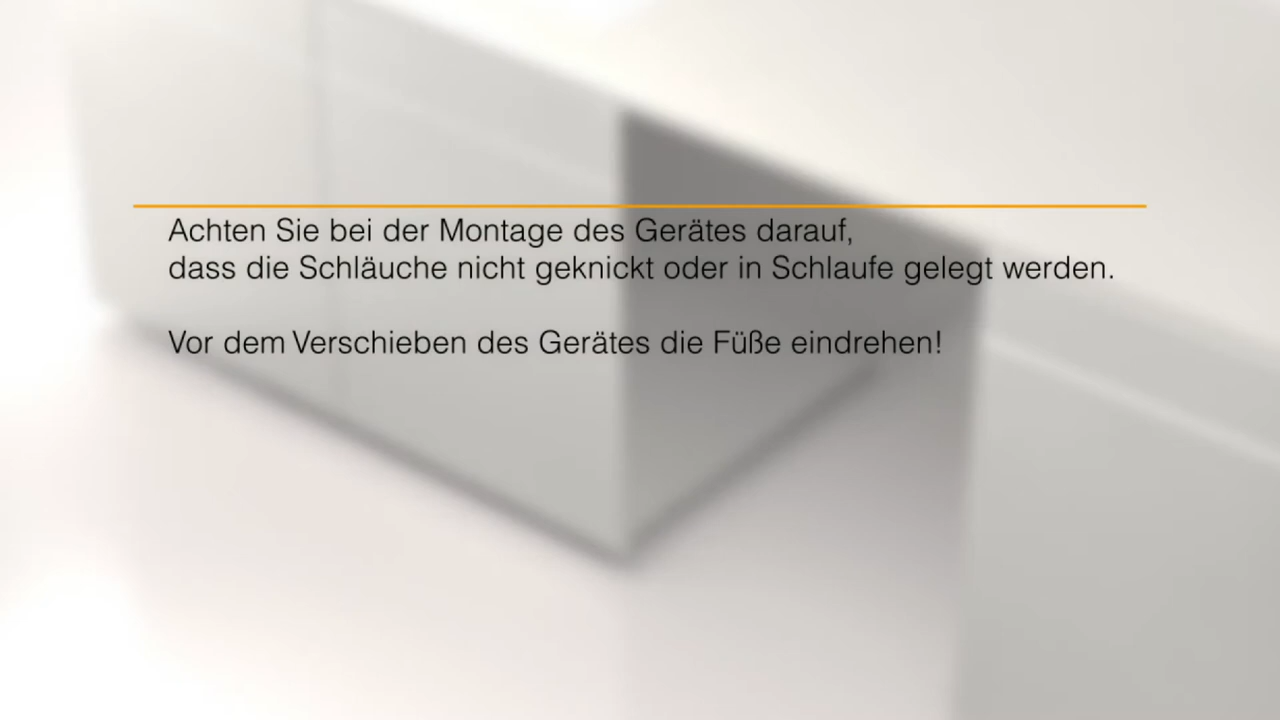 Achten Sie bei der Montage des Gerätes darauf,
dass die Schläuche nicht geknickt oder in Schlaufe gelegt werden.
Vor dem Verschieben des Gerätes die Füße eindrehen!